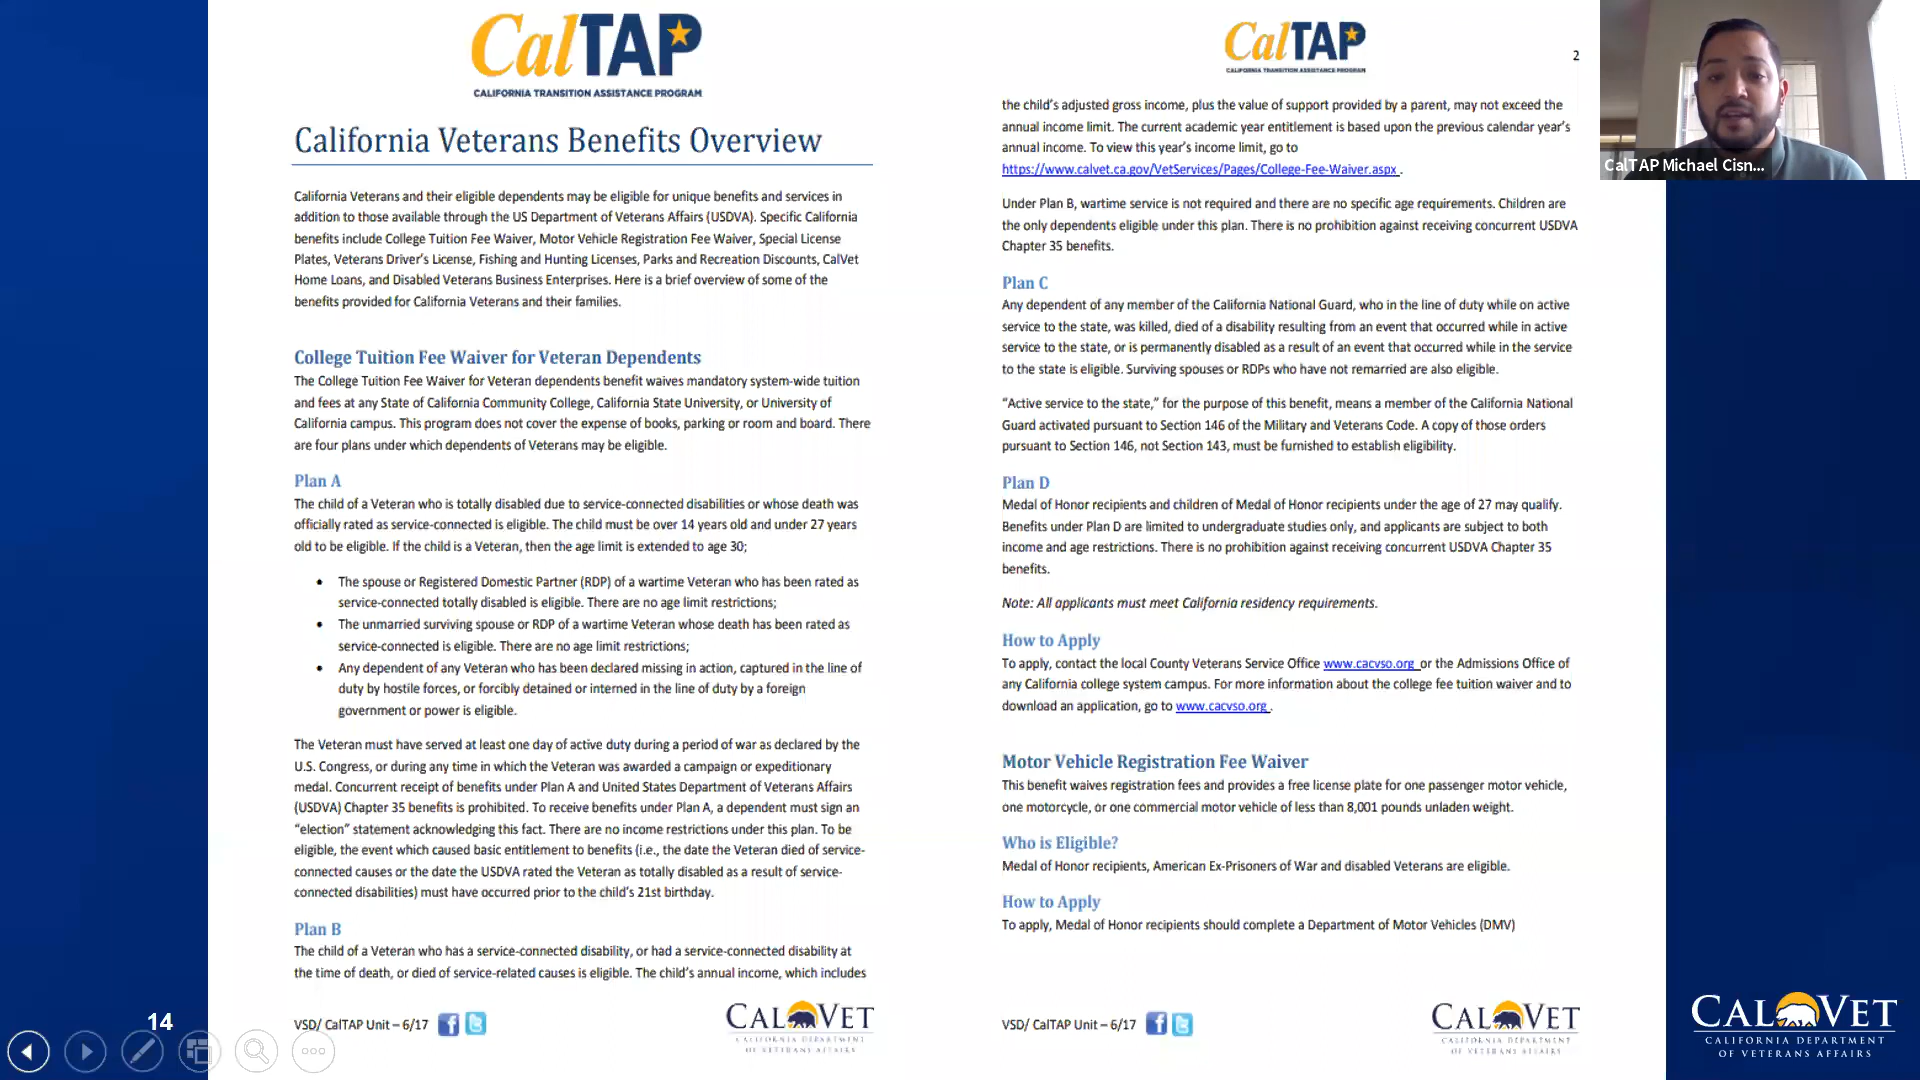 CalTAP
CALIFORNIA TRANSITION ASSISTANCE PROGRAM
California Veterans Benefits Overview
California Veterans and their eligible dependents may be eligible for unique benefits and services in
addition to those available through the US Department of Veterans Affairs (USDVA). Specific California
benefits include College Tuition Fee Waiver, Motor Vehicle Registration Fee Waiver, Special License
Plates, Veterans Driver's License, Fishing and Hunting Licenses, Parks and Recreation Discounts, CalVet
Home Loans, and Disabled Veterans Business Enterprises. Here is a brief overview of some of the
benefits provided for California Veterans and their families.
College Tuition Fee Waiver for Veteran Dependents
The College Tuition Fee Waiver for Veteran dependents benefit waives mandatory system-wide tuition
and fees at any State of California Community College, California State University, or University of
California campus. This program does not cover the expense of books, parking or room and board. There
are four plans under which dependents of Veterans may be eligible.
Plan A
The child of a Veteran who is totally disabled due to service-connected disabilities or whose death was
officially rated as service-connected is eligible. The child must be over 14 years old and under 27 years
old to be eligible. If the child is a Veteran, then the age limit is extended to age 30;
• The spouse or Registered Domestic Partner (RDP) of a wartime Veteran who has been rated as
service-connected totally disabled is eligible. There are no age limit restrictions;
• The unmarried surviving spouse or RDP of a wartime Veteran whose death has been rated as
service-connected is eligible. There are no age limit restrictions;
• Any dependent of any Veteran who has been declared missing in action, captured in the line of
duty by hostile forces, or forcibly detained or interned in the line of duty by a foreign
government or power is eligible.
The Veteran must have served at least one day of active duty during a period of war as declared by the
U.S. Congress, or during any time in which the Veteran was awarded a campaign or expeditionary
medal. Concurrent receipt of benefits under Plan A and United States Department of Veterans Affairs
(USDVA) Chapter 35 benefits is prohibited. To receive benefits under Plan A, a dependent must sign an
"election" statement acknowledging this fact. There are no income restrictions under this plan. To be
eligible, the event which caused basic entitlement to benefits (i.e., the date the Veteran died of service-
connected causes or the date the USDVA rated the Veteran as totally disabled as a result of service-
connected disabilities) must have occurred prior to the child's 21st birthday.
Plan B
The child of a Veteran who has a service-connected disability, or had a service-connected disability at
the time of death, or died of service-related causes is eligible. The child's annual income, which includes
VSD/ CalTAP Unit – 6/17
CALVET
CALIFORNIA DEPARTMENT
OF VETERANS AFFAIRS
CalTAP
CALIFORNIA TRANSITION ASSISTANCE PROGRAM
2
the child's adjusted gross income, plus the value of support provided by a parent, may not exceed the
annual income limit. The current academic year entitlement is based upon the previous calendar year's
annual income. To view this year's income limit, go to
https://www.calvet.ca.gov/VetServices/Pages/College-Fee-Waiver.aspx .
Under Plan B, wartime service is not required and there are no specific age requirements. Children are
the only dependents eligible under this plan. There is no prohibition against receiving concurrent USDVA
Chapter 35 benefits.
Plan C
Any dependent of any member of the California National Guard, who in the line of duty while on active
service to the state, was killed, died of a disability resulting from an event that occurred while in active
service to the state, or is permanently disabled as a result of an event that occurred while in the service
to the state is eligible. Surviving spouses or RDPs who have not remarried are also eligible.
"Active service to the state," for the purpose of this benefit, means a member of the California National
Guard activated pursuant to Section 146 of the Military and Veterans Code. A copy of those orders
pursuant to Section 146, not Section 143, must be furnished to establish eligibility.
Plan D
Medal of Honor recipients and children of Medal of Honor recipients under the age of 27 may qualify.
Benefits under Plan D are limited to undergraduate studies only, and applicants are subject to both
income and age restrictions. There is no prohibition against receiving concurrent USDVA Chapter 35
benefits.
Note: All applicants must meet California residency requirements.
How to Apply
To apply, contact the local County Veterans Service Office www.cacvso.org or the Admissions Office of
any California college system campus. For more information about the college fee tuition waiver and to
download an application, go to www.cacvso.org .
Motor Vehicle Registration Fee Waiver
This benefit waives registration fees and provides a free license plate for one passenger motor vehicle,
one motorcycle, or one commercial motor vehicle of less than 8,001 pounds unladen weight.
Who is Eligible?
Medal of Honor recipients, American Ex-Prisoners of War and disabled Veterans are eligible.
How to Apply
To apply, Medal of Honor recipients should complete a Department of Motor Vehicles (DMV)
VSD/ CalTAP Unit – 6/17
CALVET
CALIFORNIA DEPARTMENT
OF VETERANS AFFAIRS
CalTAP Michael Cisn...
14
CALVET
CALIFORNIA DEPARTMENT
OF VETERANS AFFAIRS